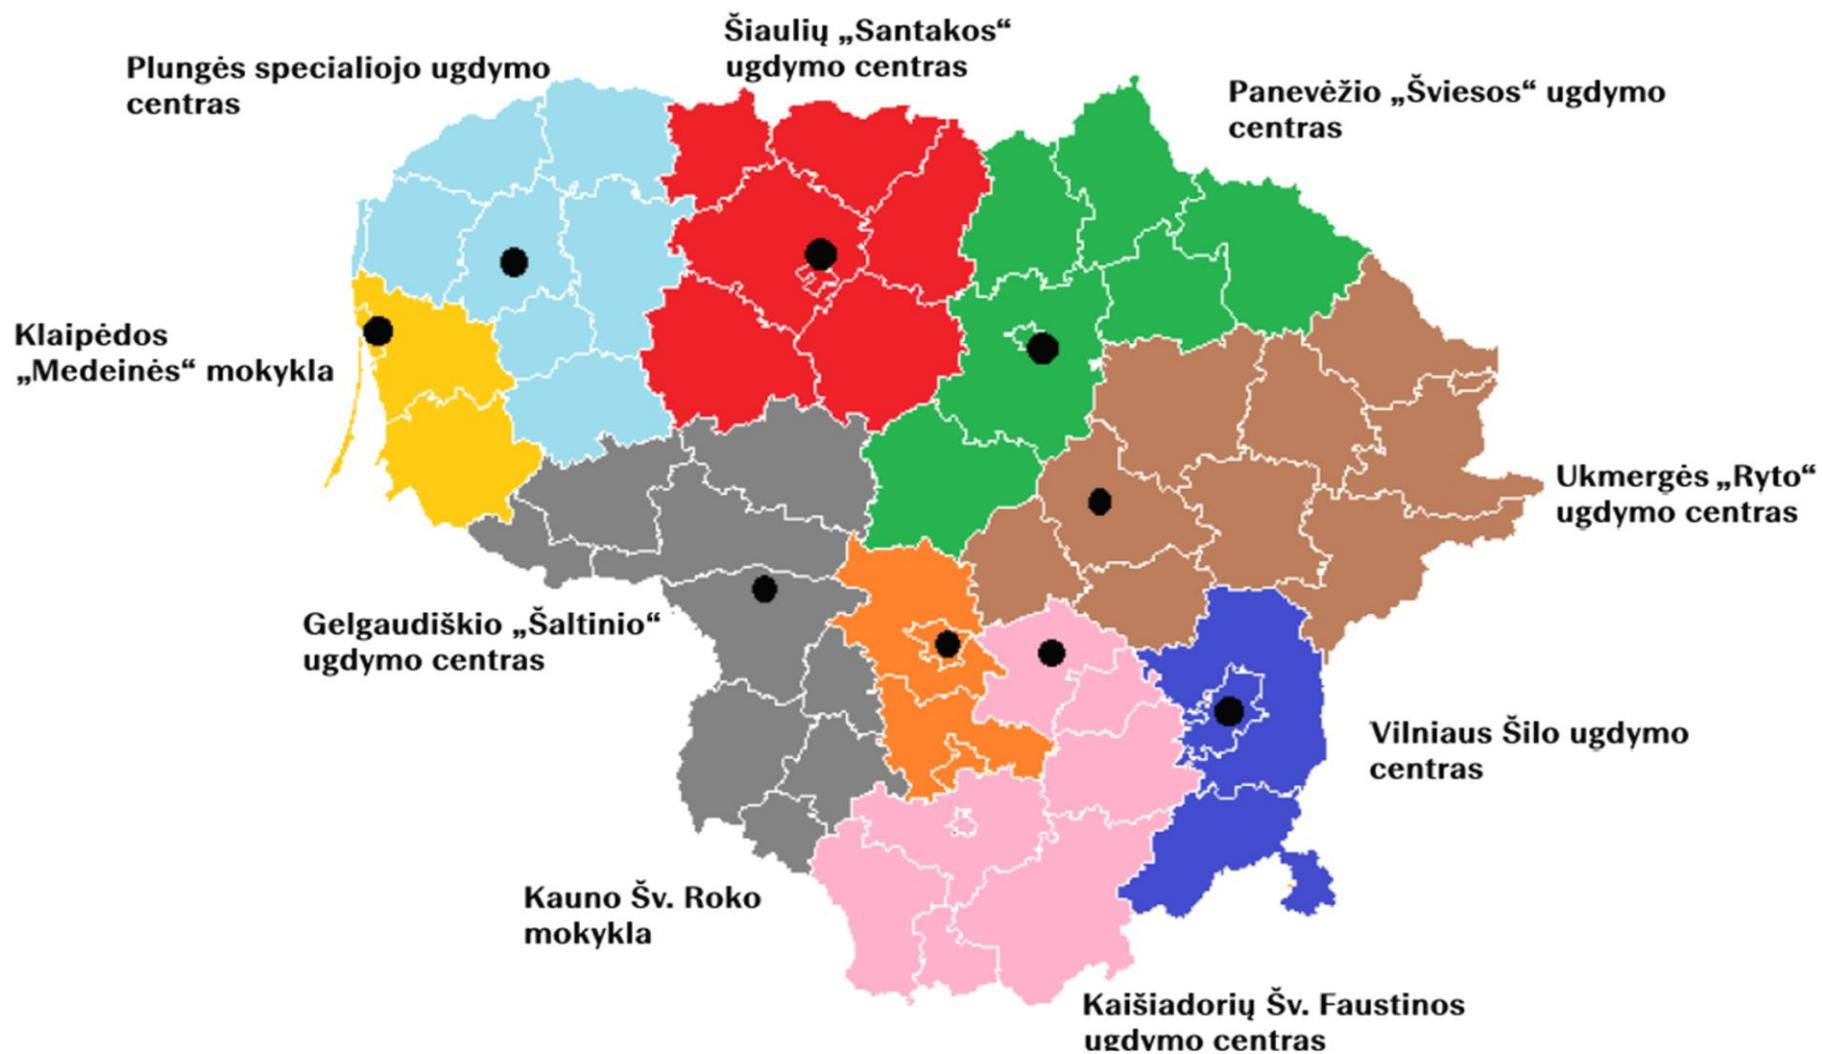 Šiaulių „Santakos“
ugdymo centras
Plungės specialiojo ugdymo
centras
Panevėžio „Šviesos“ ugdymo
centras
Klaipėdos
„Medeinės“ mokykla
Ukmergės „Ryto“
ugdymo centras
Gelgaudiškio „Šaltinio“
ugdymo centras
Vilniaus Šilo ugdymo
centras
Kauno Šv. Roko
mokykla
Kaišiadorių Šv. Faustinos
ugdymo centras